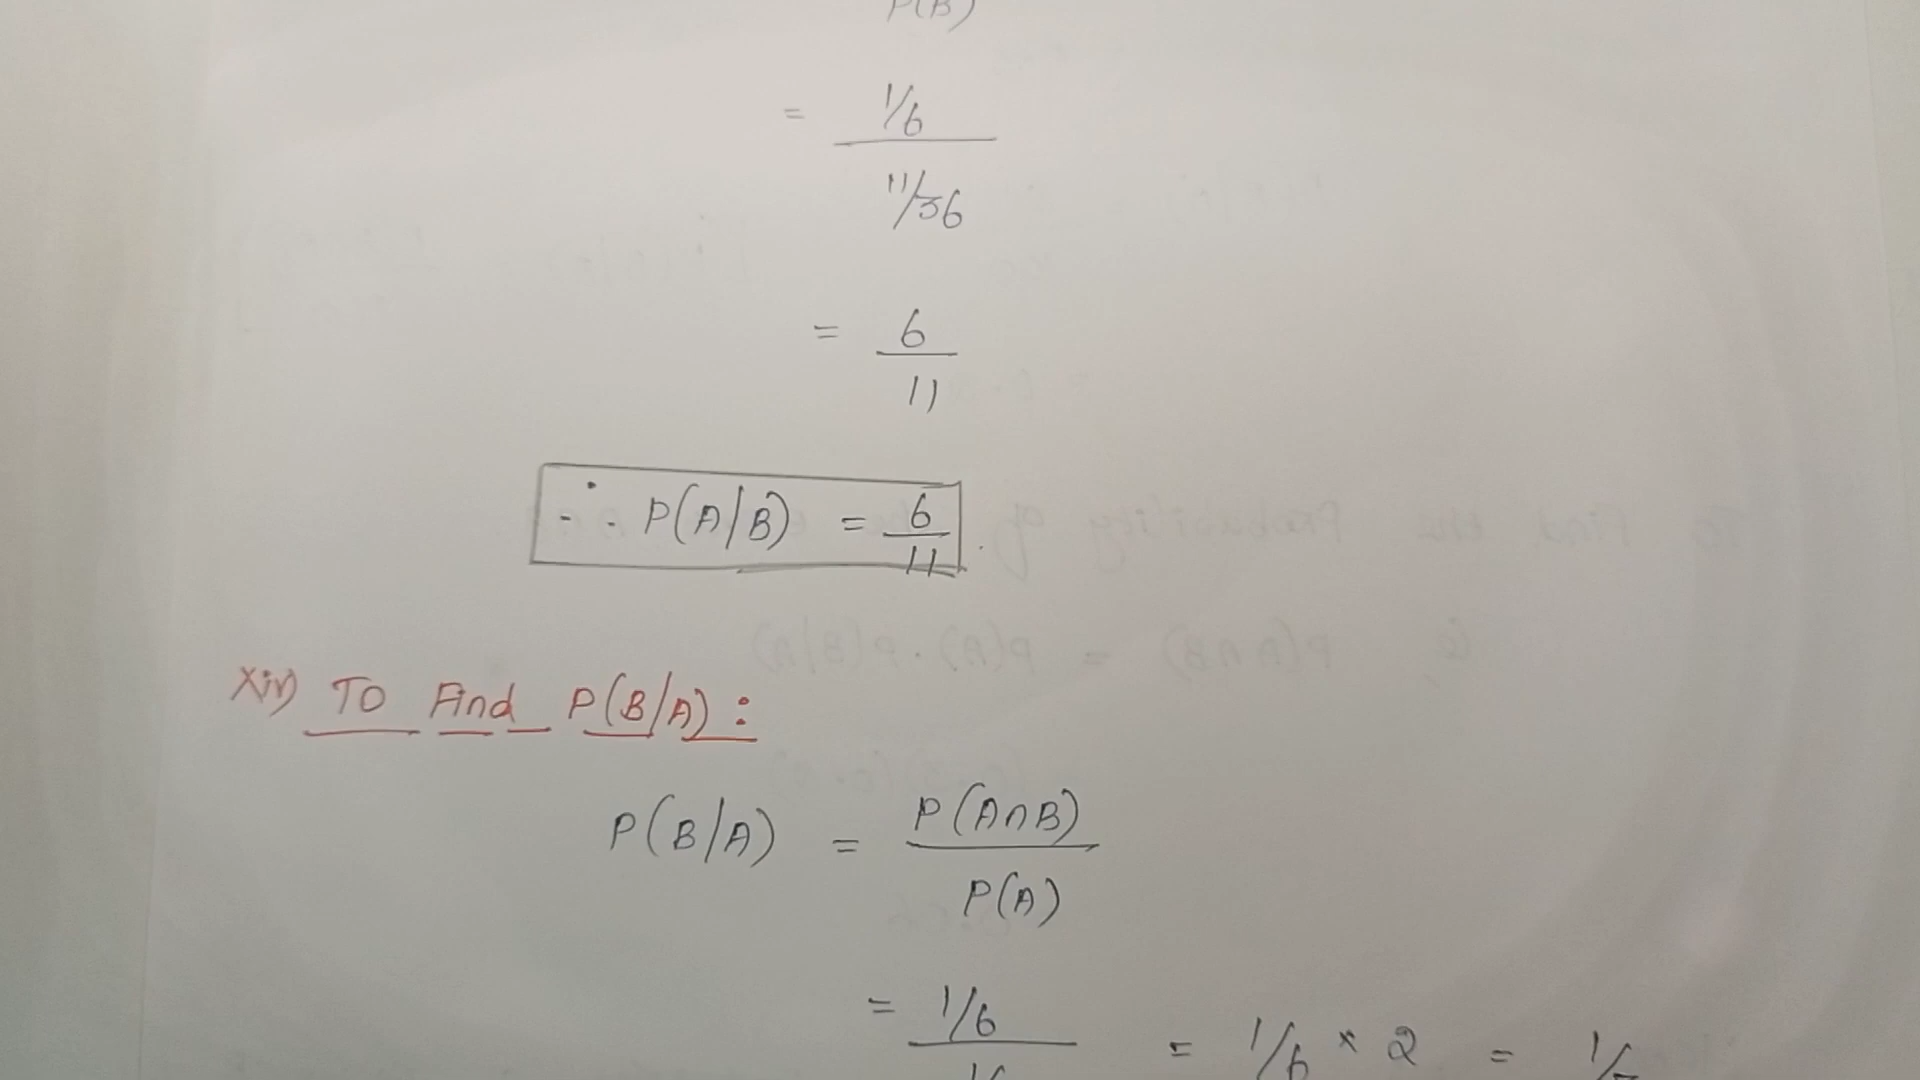 P(B)
= 1/6
11/36
= 6
11
∴ P(A/B) = 6
11 .
xiv) To Find P(B/A) :
P(B/A) = P(A∩B)
P(A)
= 1/6 = 1/6 × 2 =